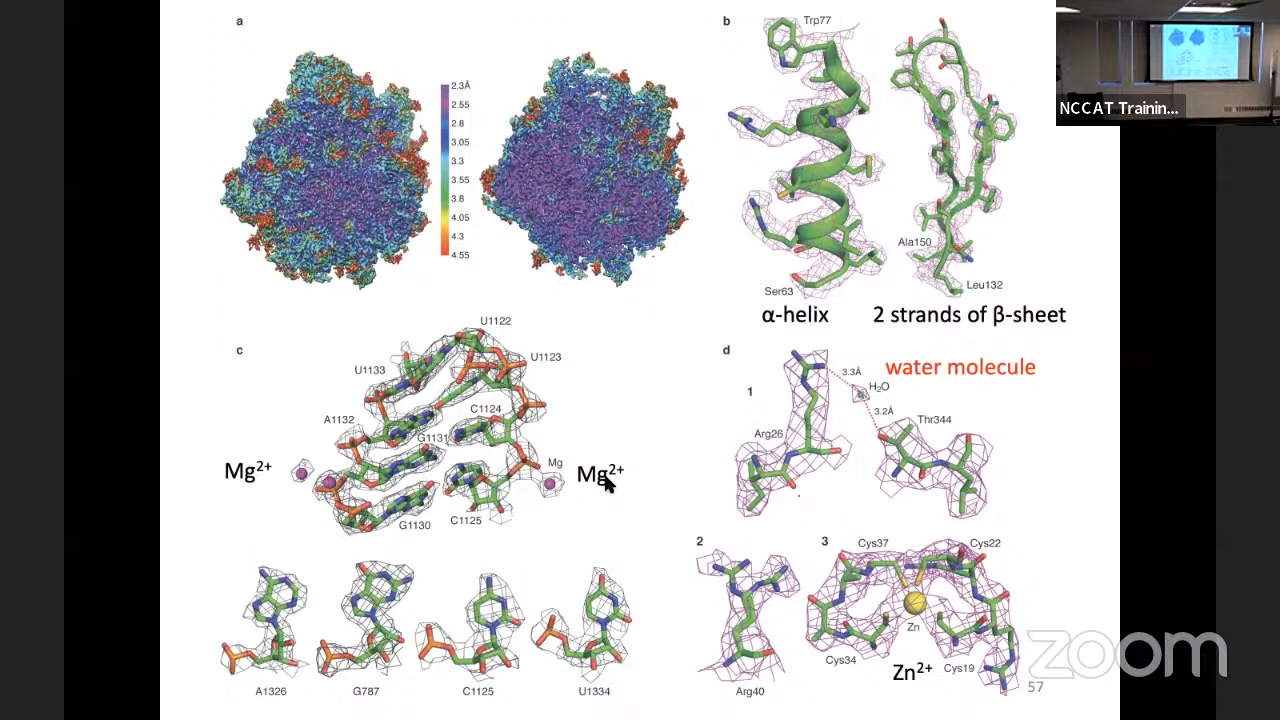 a
2.3Å
2.55
2.8
3.05
3.3
3.55
3.8
4.05
4.3
4.55
b
Trp77
Ser63
Ala150
Leu132
α-helix
2 strands of β-sheet
NCCAT Trainin...
c
U1122
U1123
U1133
C1124
A1132
G1131
Mg²⁺
Mg
Mg²⁺
G1130
C1125
A1326
G787
C1125
U1334
d
water molecule
1
3.3Å
H₂O
3.2Å
Thr344
Arg26
2
Arg40
3
Cys37
Cys22
Zn
Cys34
Cys19
Zn²⁺
57
zoom